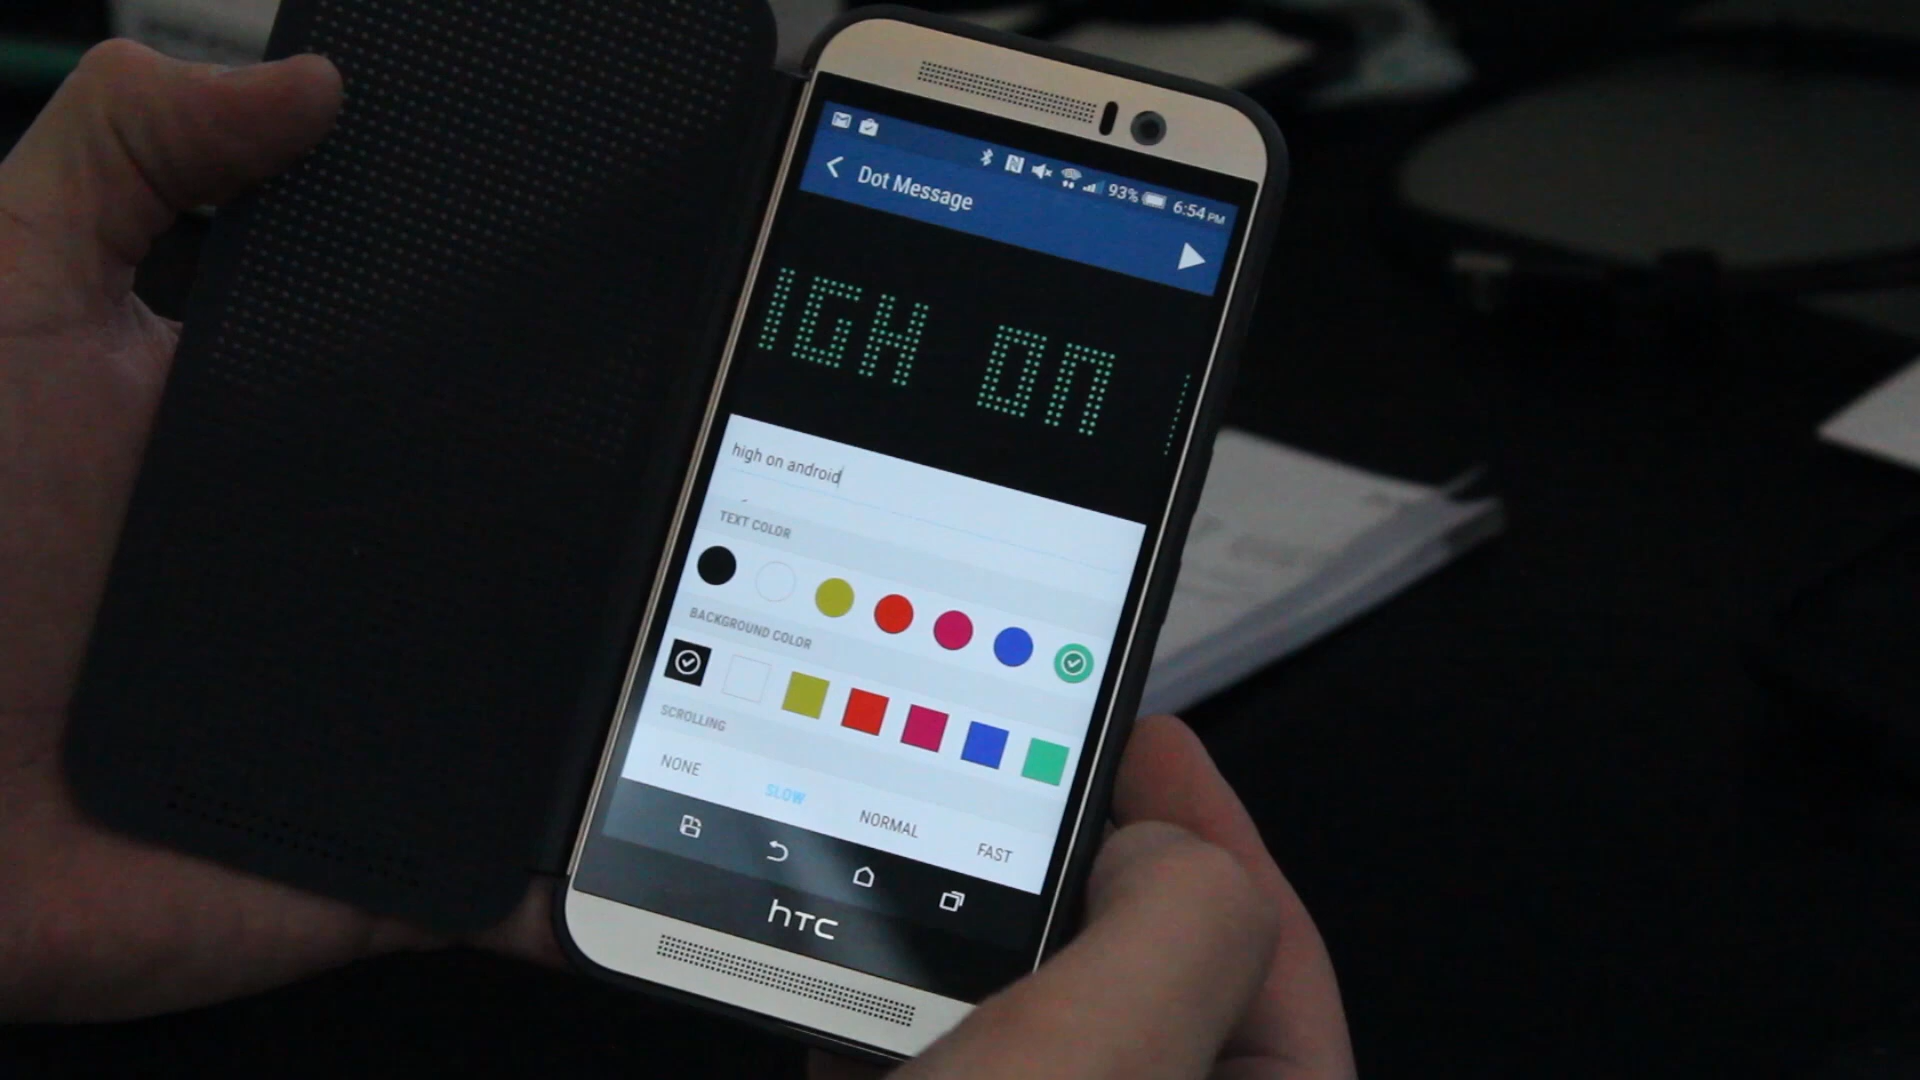 93% 6:54 PM
Dot Message
IGH ON
high on android
TEXT COLOR
BACKGROUND COLOR
SCROLLING
NONE SLOW NORMAL FAST
hTC